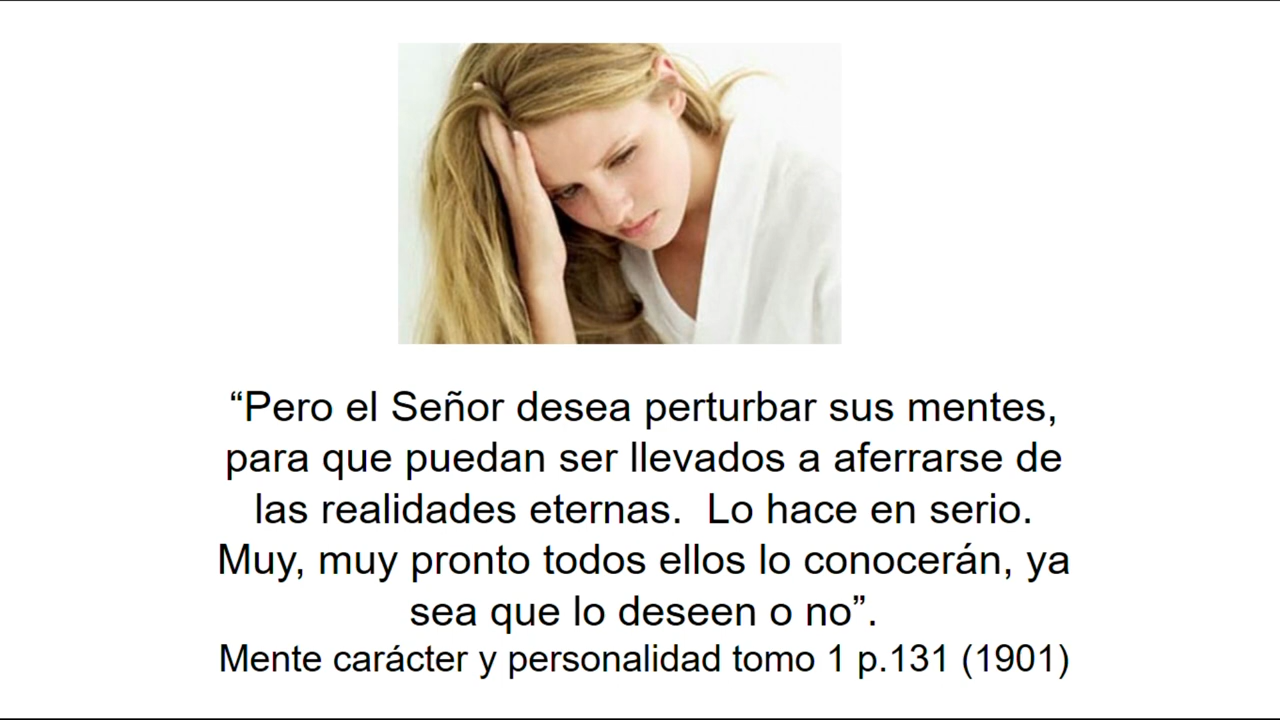 “Pero el Señor desea perturbar sus mentes,
para que puedan ser llevados a aferrarse de
las realidades eternas.  Lo hace en serio.
Muy, muy pronto todos ellos lo conocerán, ya
sea que lo deseen o no”.
Mente carácter y personalidad tomo 1 p.131 (1901)